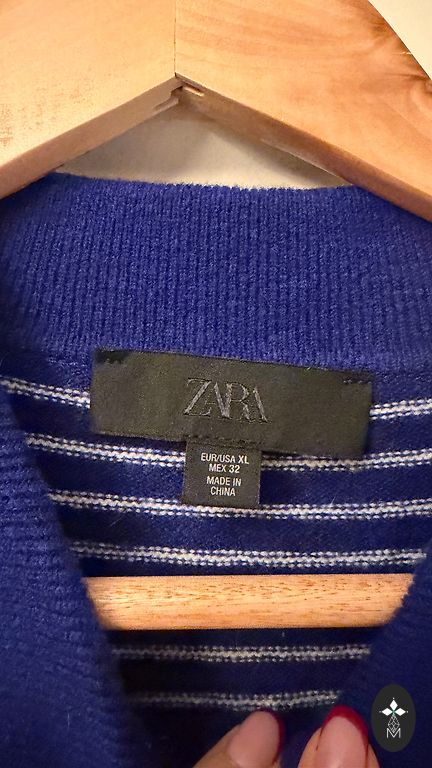 ZARA
EUR/USA XL
MEX 32
MADE IN
CHINA
M